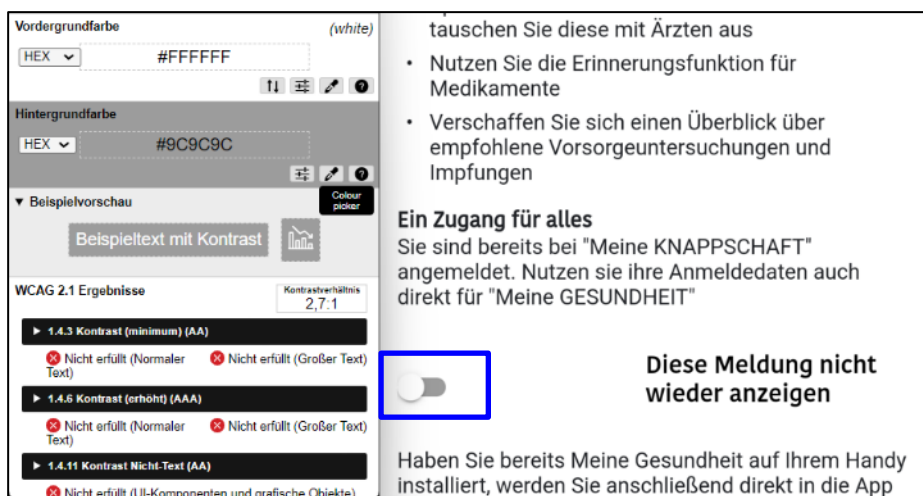 Vordergrundfarbe (white)
HEX #FFFFFF
Hintergrundfarbe
HEX #9C9C9C
Colour picker
Beispielvorschau
Beispieltext mit Kontrast
WCAG 2.1 Ergebnisse
Kontrastverhältnis
2,7:1
1.4.3 Kontrast (minimum) (AA)
Nicht erfüllt (Normaler Text)
Nicht erfüllt (Großer Text)
1.4.6 Kontrast (erhöht) (AAA)
Nicht erfüllt (Normaler Text)
Nicht erfüllt (Großer Text)
1.4.11 Kontrast Nicht-Text (AA)
Nicht erfüllt (UI-Komponenten und grafische Objekte)
tauschen Sie diese mit Ärzten aus
• Nutzen Sie die Erinnerungsfunktion für
Medikamente
• Verschaffen Sie sich einen Überblick über
empfohlene Vorsorgeuntersuchungen und
Impfungen
Ein Zugang für alles
Sie sind bereits bei "Meine KNAPPSCHAFT"
angemeldet. Nutzen sie ihre Anmeldedaten auch
direkt für "Meine GESUNDHEIT"
Diese Meldung nicht
wieder anzeigen
Haben Sie bereits Meine Gesundheit auf Ihrem Handy
installiert, werden Sie anschließend direkt in die App